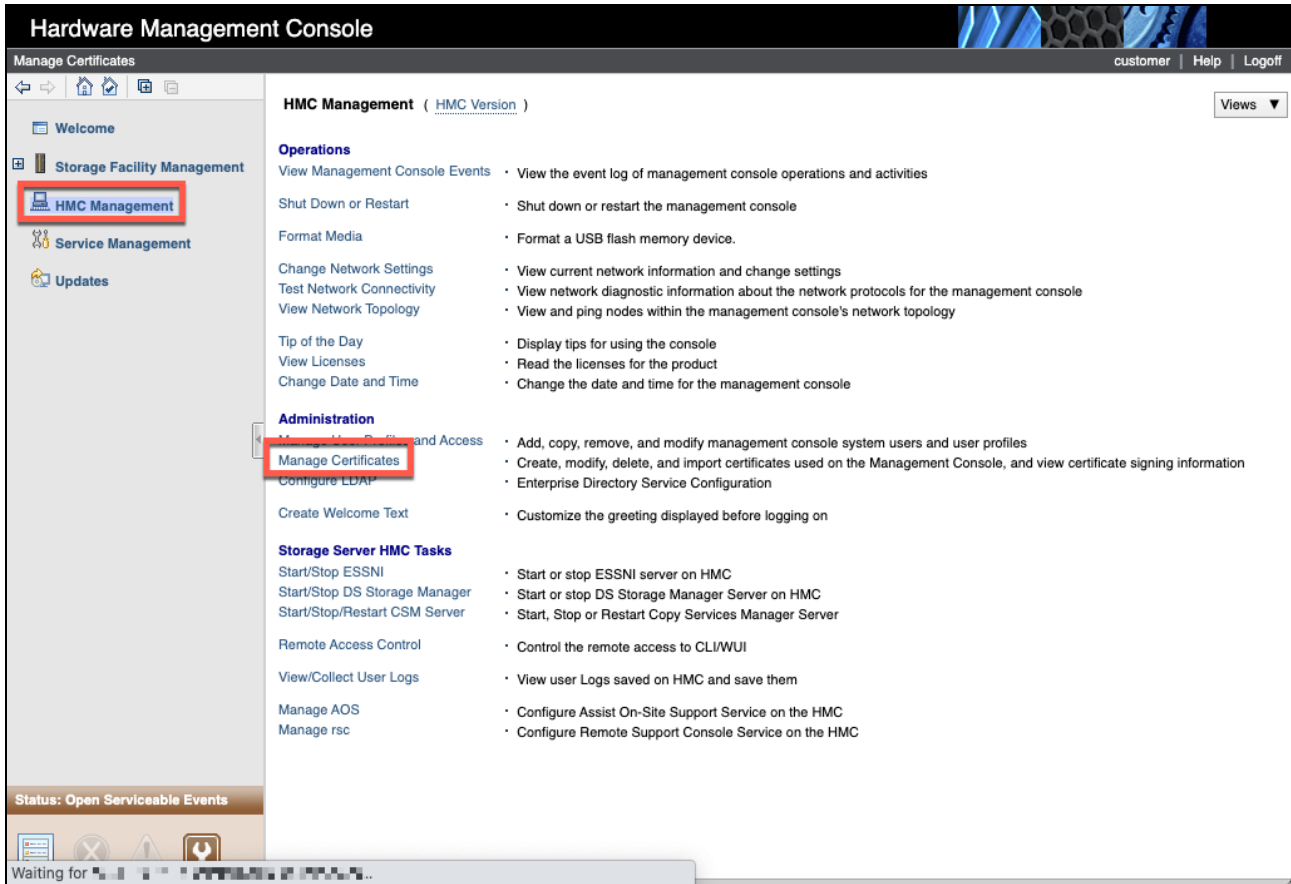 Hardware Management Console
Manage Certificates
customer | Help | Logoff
HMC Management ( HMC Version )
Views ▼
Welcome
Storage Facility Management
HMC Management
Service Management
Updates
Operations
View Management Console Events · View the event log of management console operations and activities
Shut Down or Restart · Shut down or restart the management console
Format Media · Format a USB flash memory device.
Change Network Settings · View current network information and change settings
Test Network Connectivity · View network diagnostic information about the network protocols for the management console
View Network Topology · View and ping nodes within the management console's network topology
Tip of the Day · Display tips for using the console
View Licenses · Read the licenses for the product
Change Date and Time · Change the date and time for the management console
Administration
Manage User Profiles and Access · Add, copy, remove, and modify management console system users and user profiles
Manage Certificates · Create, modify, delete, and import certificates used on the Management Console, and view certificate signing information
Configure LDAP · Enterprise Directory Service Configuration
Create Welcome Text · Customize the greeting displayed before logging on
Storage Server HMC Tasks
Start/Stop ESSNI · Start or stop ESSNI server on HMC
Start/Stop DS Storage Manager · Start or stop DS Storage Manager Server on HMC
Start/Stop/Restart CSM Server · Start, Stop or Restart Copy Services Manager Server
Remote Access Control · Control the remote access to CLI/WUI
View/Collect User Logs · View user Logs saved on HMC and save them
Manage AOS · Configure Assist On-Site Support Service on the HMC
Manage rsc · Configure Remote Support Console Service on the HMC
Status: Open Serviceable Events
Waiting for